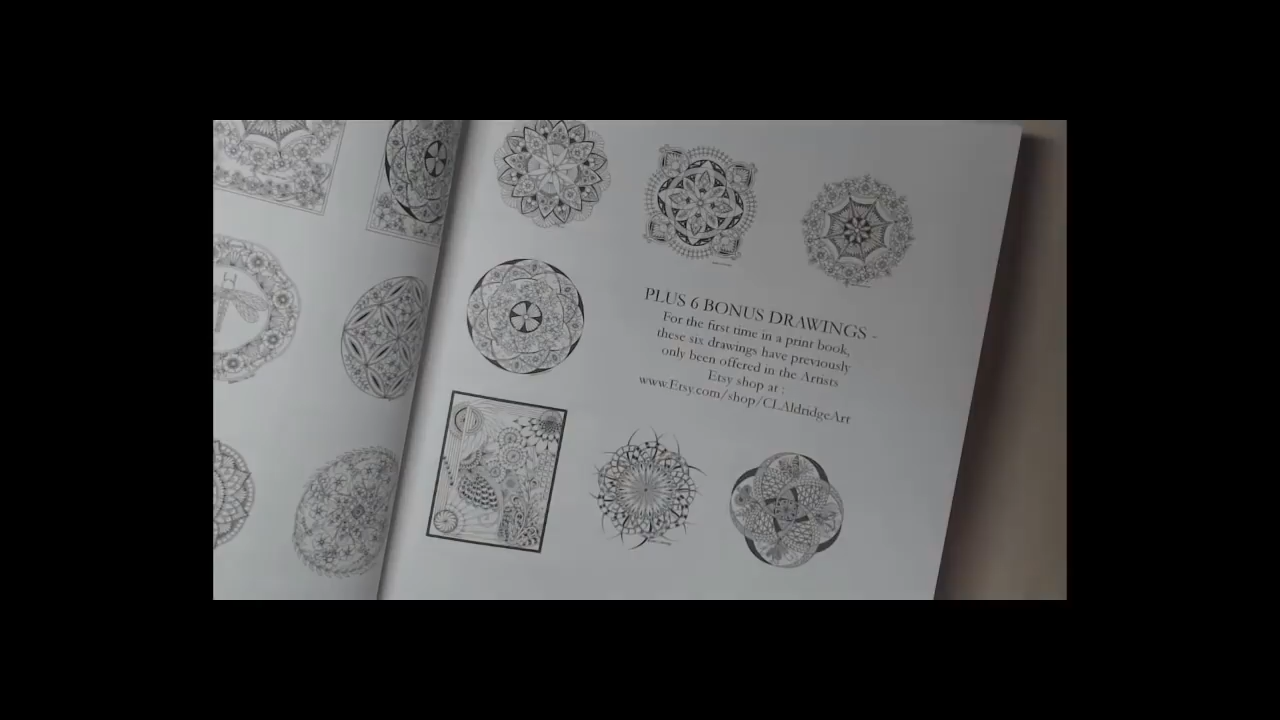 PLUS 6 BONUS DRAWINGS -
For the first time in a print book,
these six drawings have previously
only been offered in the Artists
Etsy shop at :
www.Etsy.com/shop/CLAldridgeArt